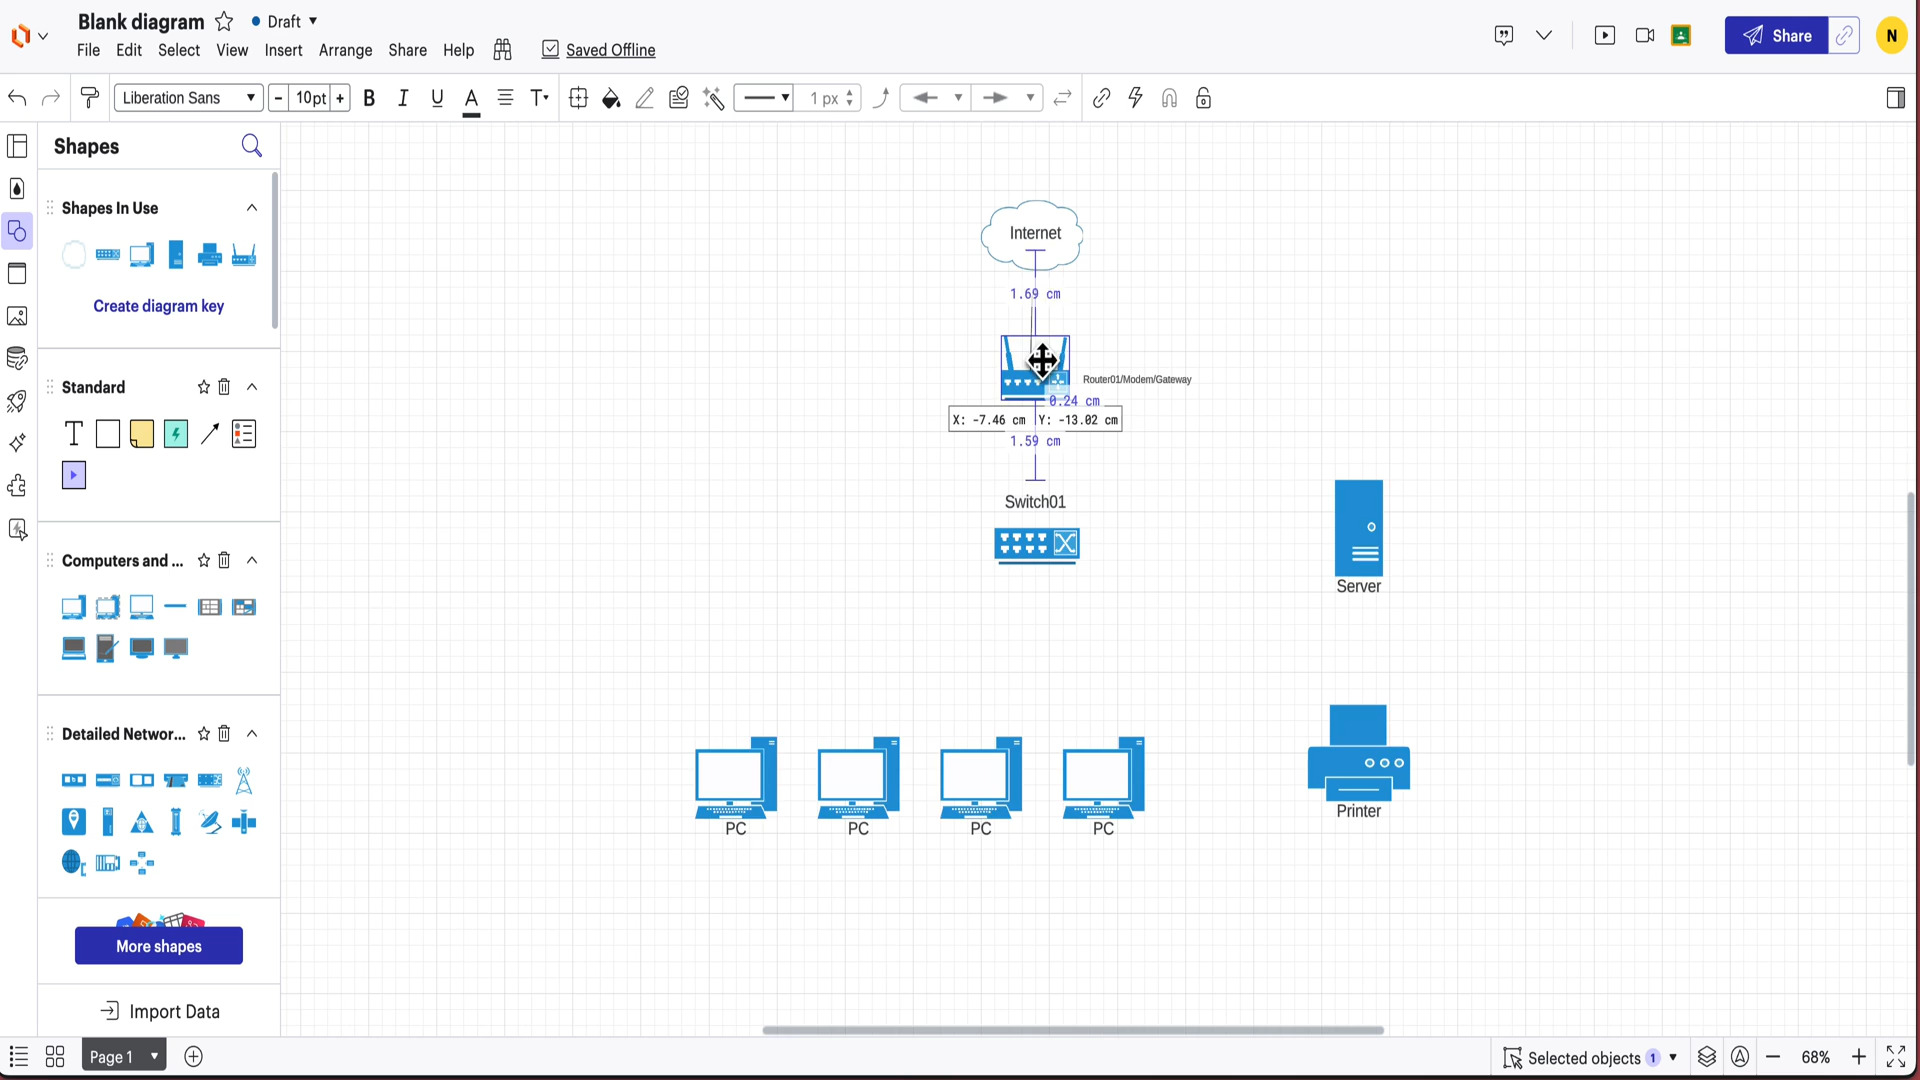 Blank diagram
Draft
N
Share
File Edit Select View Insert Arrange Share Help Saved Offline
Liberation Sans
- 10pt +
B I U A T
1 px
Shapes
Shapes In Use
Create diagram key
Standard
T
Computers and ...
Detailed Networ...
More shapes
Import Data
Internet
1.69 cm
Router01/Modem/Gateway
0.24 cm
X: -7.46 cm Y: -13.02 cm
1.59 cm
Switch01
Server
PC
PC
PC
PC
Printer
Page 1
Selected objects 1
68%